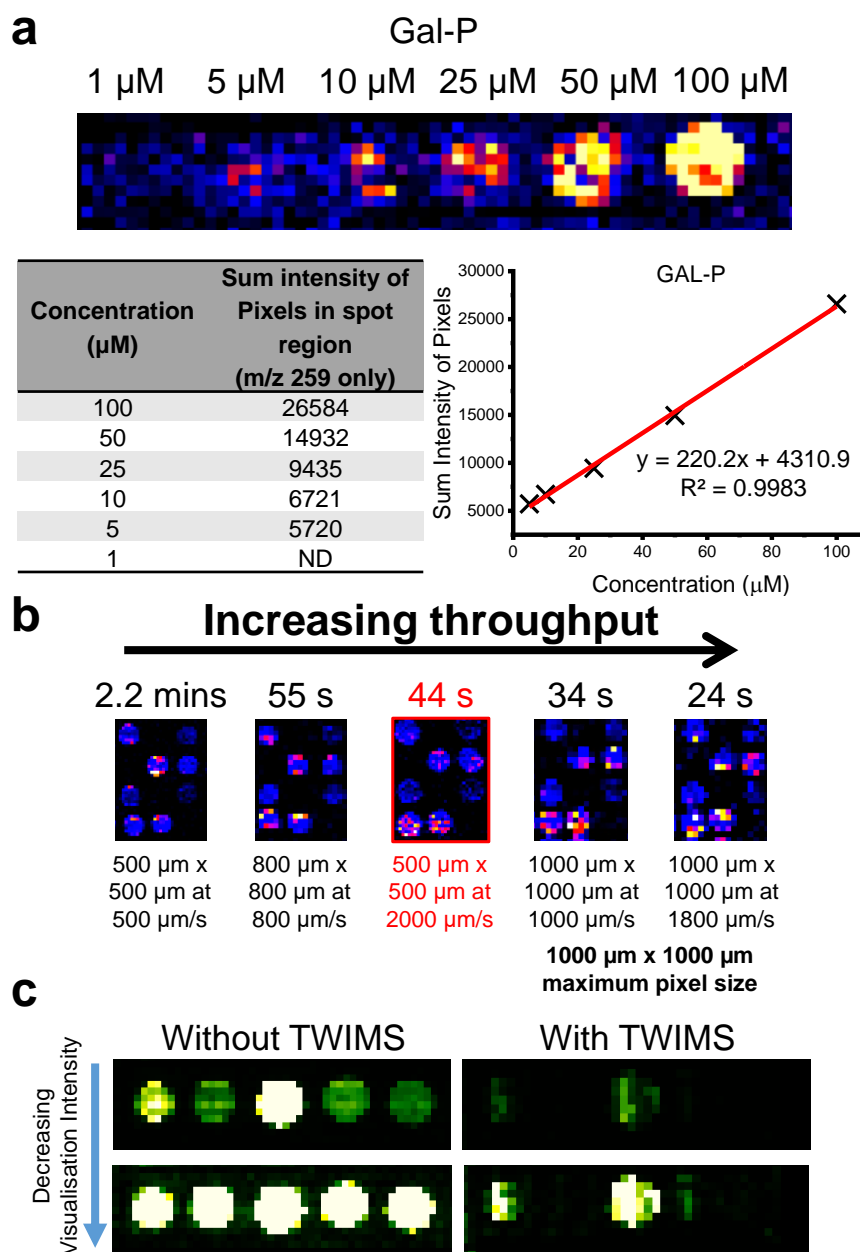 a
Gal-P
1 µM 5 µM 10 µM 25 µM 50 µM 100 µM
Concentration
(µM)
Sum intensity of
Pixels in spot
region
(m/z 259 only)
100 26584
50 14932
25 9435
10 6721
5 5720
1 ND
GAL-P
Sum Intensity of Pixels
30000
25000
20000
15000
10000
5000
y = 220.2x + 4310.9
R² = 0.9983
0 20 40 60 80 100
Concentration (µM)
b
Increasing throughput
2.2 mins 55 s 44 s 34 s 24 s
500 µm x 800 µm x 500 µm x 1000 µm x 1000 µm x
500 µm at 800 µm at 500 µm at 1000 µm at 1000 µm at
500 µm/s 800 µm/s 2000 µm/s 1000 µm/s 1800 µm/s
1000 µm x 1000 µm
maximum pixel size
c
Without TWIMS With TWIMS
Decreasing
Visualisation Intensity